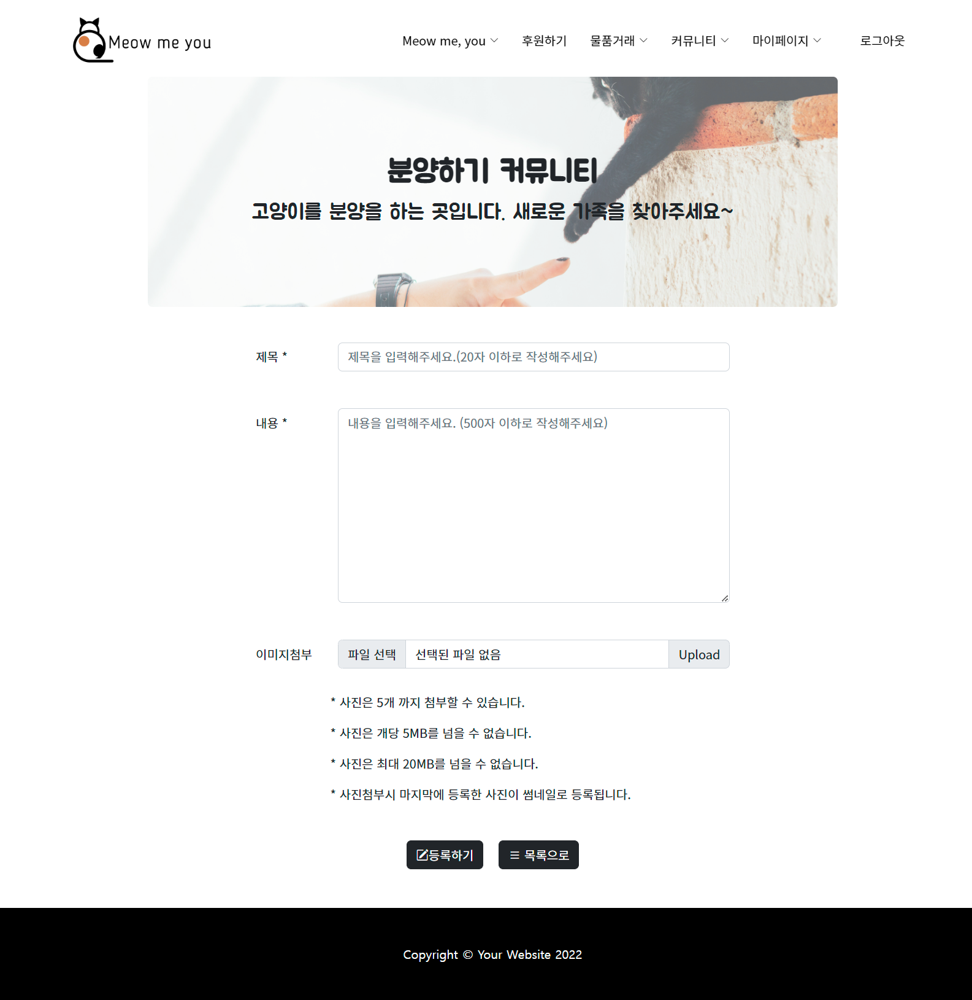 Meow me you
Meow me, you 후원하기 물품거래 커뮤니티 마이페이지 로그아웃
분양하기 커뮤니티
고양이를 분양을 하는 곳입니다. 새로운 가족을 찾아주세요~
제목 * 제목을 입력해주세요.(20자 이하로 작성해주세요)
내용 * 내용을 입력해주세요. (500자 이하로 작성해주세요)
이미지첨부 파일 선택 선택된 파일 없음 Upload
* 사진은 5개 까지 첨부할 수 있습니다.
* 사진은 개당 5MB를 넘을 수 없습니다.
* 사진은 최대 20MB를 넘을 수 없습니다.
* 사진첨부시 마지막에 등록한 사진이 썸네일로 등록됩니다.
등록하기 목록으로
Copyright © Your Website 2022